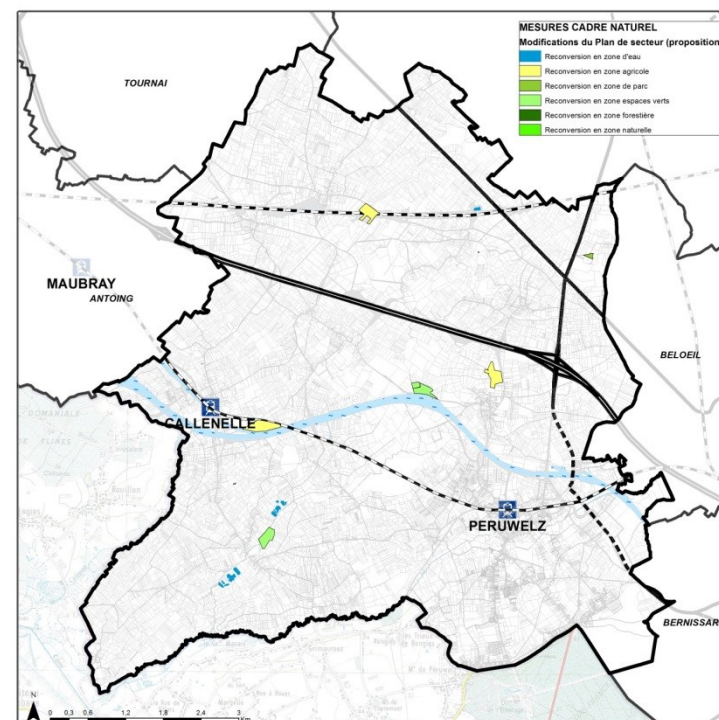 MESURES CADRE NATUREL
Modifications du Plan de secteur (proposition
Reconversion en zone d'eau
Reconversion en zone agricole
Reconversion en zone de parc
Reconversion en zone espaces verts
Reconversion en zone forestière
Reconversion en zone naturelle
TOURNAI
MAUBRAY
ANTOING
BELOEIL
CALLENELLE
PERUWELZ
BERNISSAR
N
0 0,3 0,6 1,2 1,8 2,4 3
Km